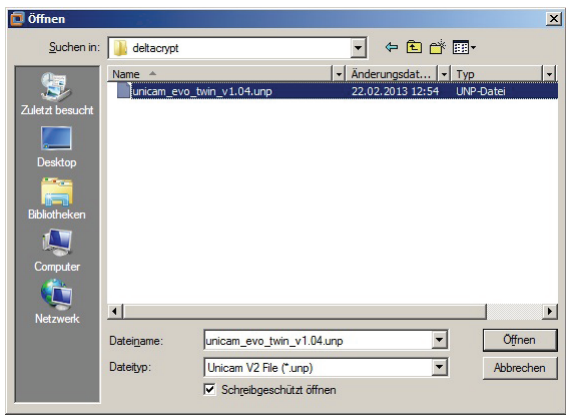 Öffnen
Suchen in: deltacrypt
Name Änderungsdat... Typ
unicam_evo_twin_v1.04.unp 22.02.2013 12:54 UNP-Datei
Zuletzt besucht
Desktop
Bibliotheken
Computer
Netzwerk
Dateiname: unicam_evo_twin_v1.04.unp Öffnen
Dateityp: Unicam V2 File (*.unp) Abbrechen
Schreibgeschützt öffnen